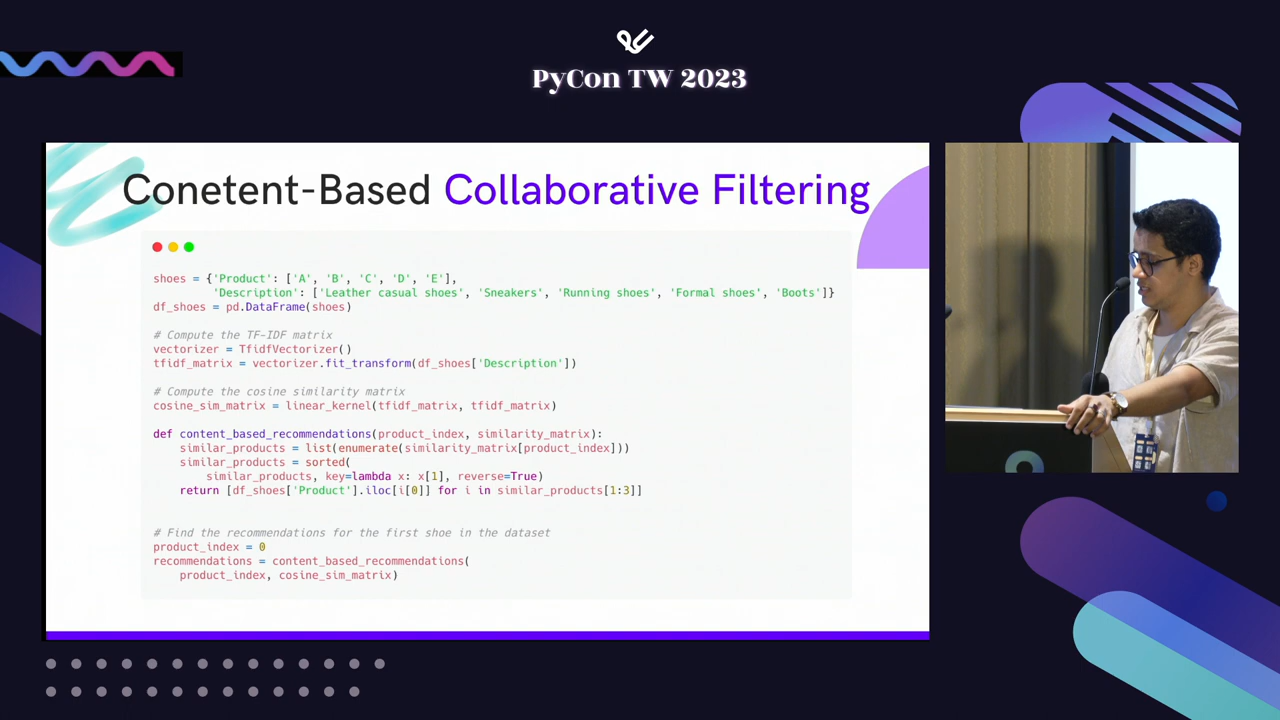 PyCon TW 2023
Conetent-Based Collaborative Filtering
shoes = {'Product': ['A', 'B', 'C', 'D', 'E'],
'Description': ['Leather casual shoes', 'Sneakers', 'Running shoes', 'Formal shoes', 'Boots']}
df_shoes = pd.DataFrame(shoes)
# Compute the TF-IDF matrix
vectorizer = TfidfVectorizer()
tfidf_matrix = vectorizer.fit_transform(df_shoes['Description'])
# Compute the cosine similarity matrix
cosine_sim_matrix = linear_kernel(tfidf_matrix, tfidf_matrix)
def content_based_recommendations(product_index, similarity_matrix):
similar_products = list(enumerate(similarity_matrix[product_index]))
similar_products = sorted(
similar_products, key=lambda x: x[1], reverse=True)
return [df_shoes['Product'].iloc[i[0]] for i in similar_products[1:3]]
# Find the recommendations for the first shoe in the dataset
product_index = 0
recommendations = content_based_recommendations(
product_index, cosine_sim_matrix)